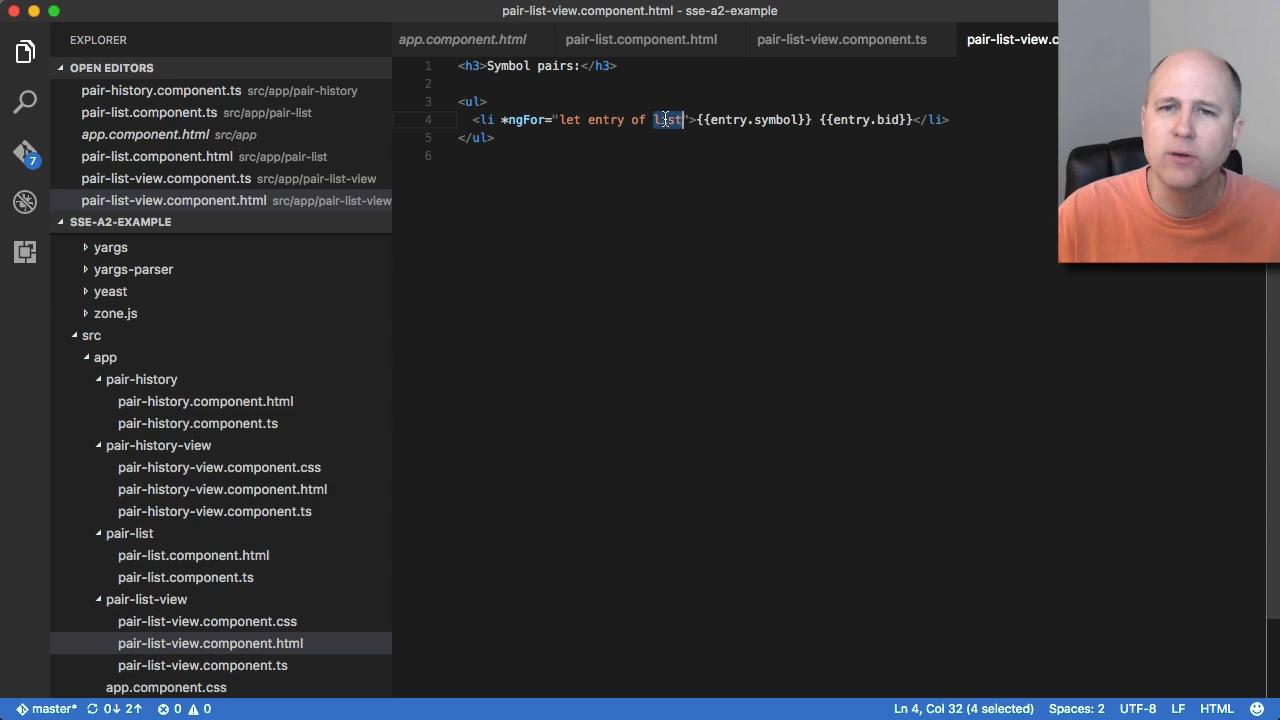 pair-list-view.component.html - sse-a2-example
EXPLORER
OPEN EDITORS
pair-history.component.ts src/app/pair-history
pair-list.component.ts src/app/pair-list
app.component.html src/app
pair-list.component.html src/app/pair-list
pair-list-view.component.ts src/app/pair-list-view
pair-list-view.component.html src/app/pair-list-view
SSE-A2-EXAMPLE
yargs
yargs-parser
yeast
zone.js
src
app
pair-history
pair-history.component.html
pair-history.component.ts
pair-history-view
pair-history-view.component.css
pair-history-view.component.html
pair-history-view.component.ts
pair-list
pair-list.component.html
pair-list.component.ts
pair-list-view
pair-list-view.component.css
pair-list-view.component.html
pair-list-view.component.ts
app.component.css
7
app.component.html pair-list.component.html pair-list-view.component.ts pair-list-view.c
1 <h3>Symbol pairs:</h3>
2
3 <ul>
4 <li *ngFor="let entry of list">{{entry.symbol}} {{entry.bid}}</li>
5 </ul>
6
master* 0↓ 2↑ 0 0 Ln 4, Col 32 (4 selected) Spaces: 2 UTF-8 LF HTML